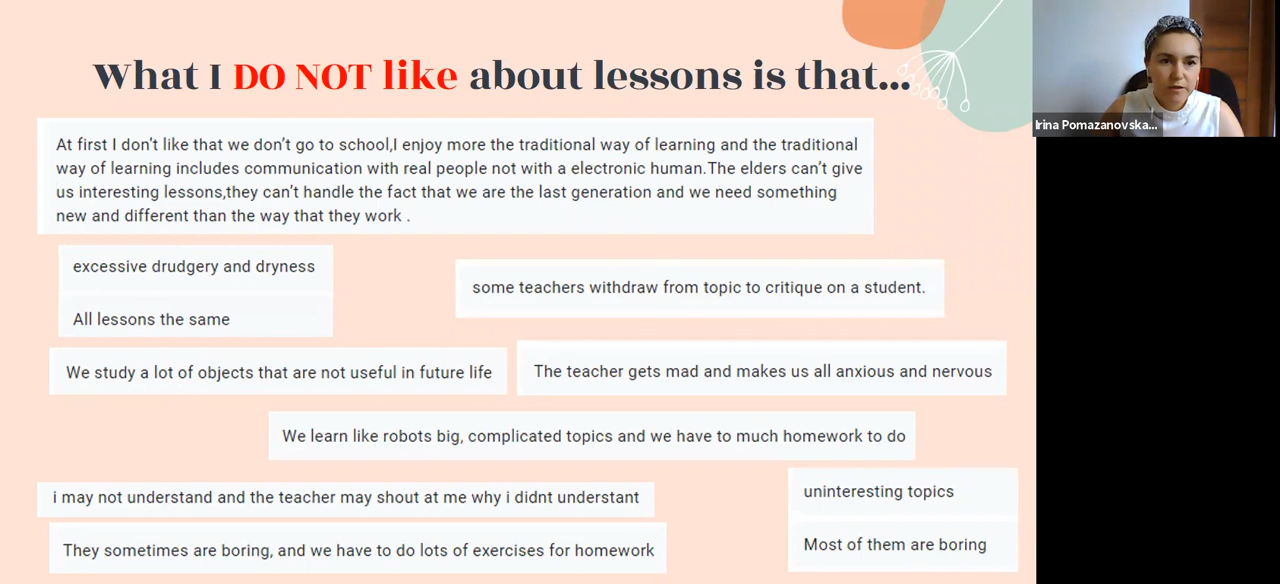 What I DO NOT like about lessons is that...
Irina Pomazanovska...
At first I don't like that we don't go to school,I enjoy more the traditional way of learning and the traditional
way of learning includes communication with real people not with a electronic human.The elders can't give
us interesting lessons,they can't handle the fact that we are the last generation and we need something
new and different than the way that they work .
excessive drudgery and dryness
All lessons the same
some teachers withdraw from topic to critique on a student.
We study a lot of objects that are not useful in future life
The teacher gets mad and makes us all anxious and nervous
We learn like robots big, complicated topics and we have to much homework to do
i may not understand and the teacher may shout at me why i didnt understant
They sometimes are boring, and we have to do lots of exercises for homework
uninteresting topics
Most of them are boring